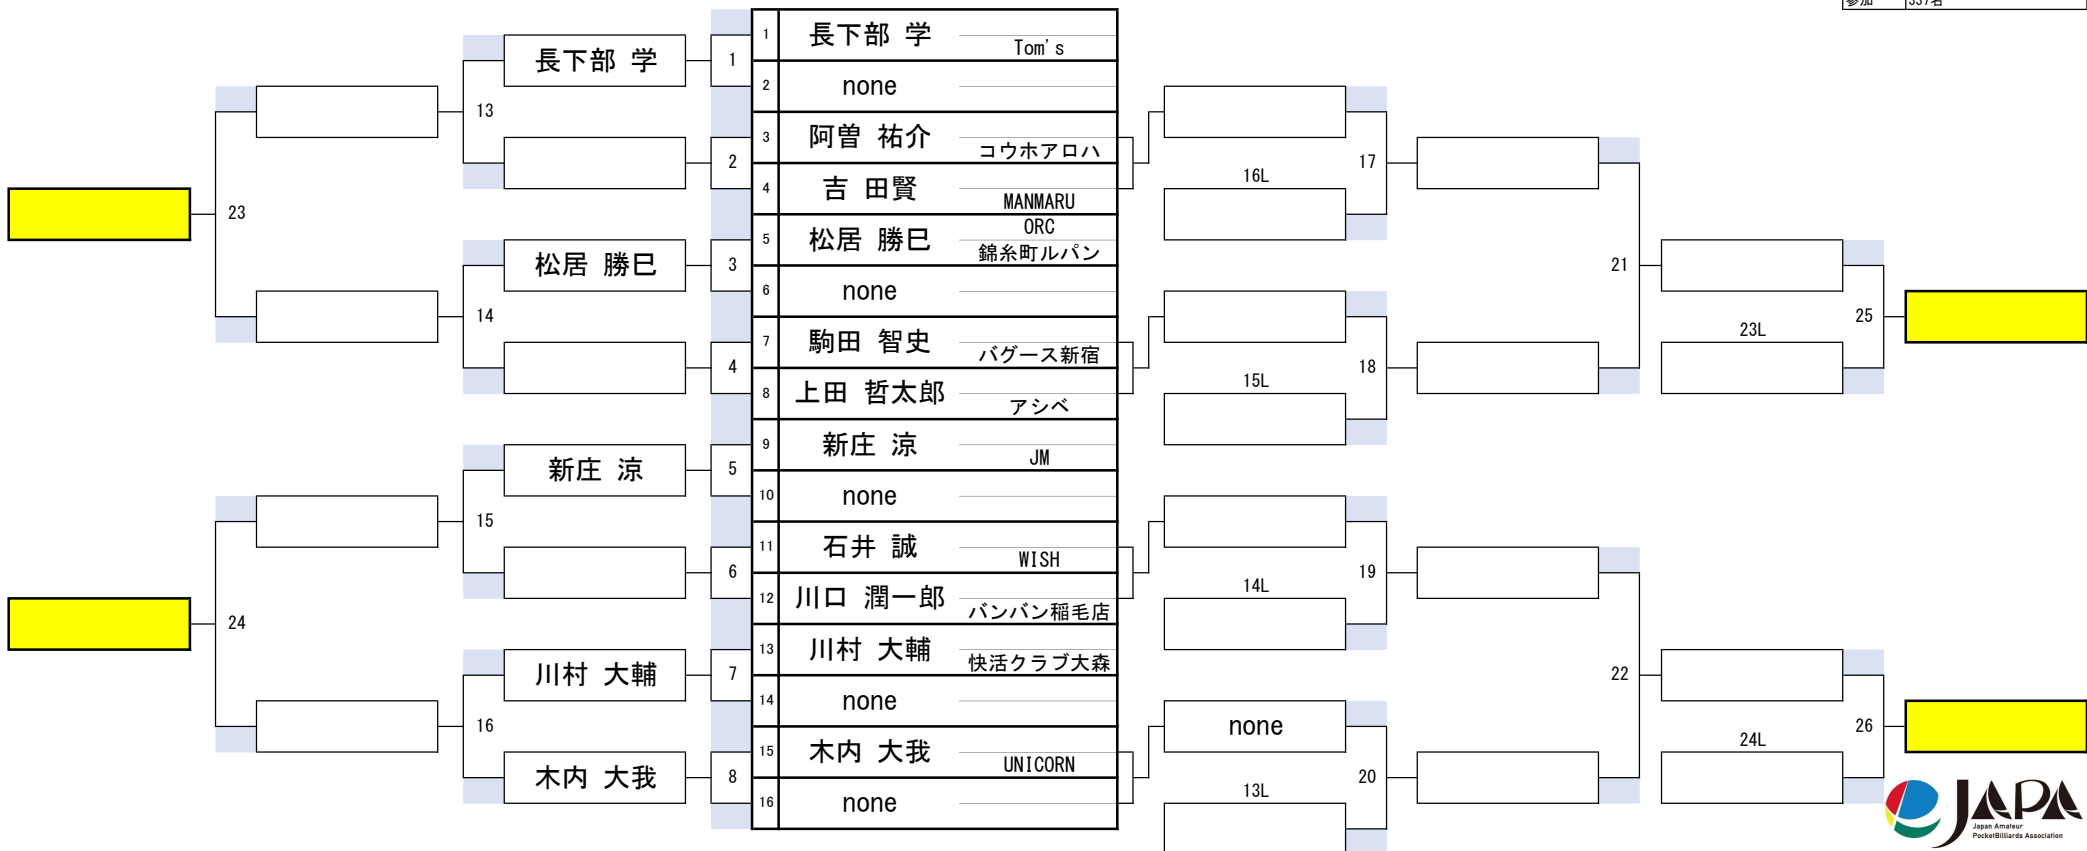 参加 337名
1 長下部 学 Tom's
2 none
3 阿曽 祐介 コウホアロハ
4 吉 田賢 MANMARU
5 松居 勝巳 ORC 錦糸町ルパン
6 none
7 駒田 智史 バグース新宿
8 上田 哲太郎 アシベ
9 新庄 涼 JM
10 none
11 石井 誠 WISH
12 川口 潤一郎 バンバン稲毛店
13 川村 大輔 快活クラブ大森
14 none
15 木内 大我 UNICORN
16 none
長下部 学 1
2
松居 勝巳 3
4
新庄 涼 5
6
川村 大輔 7
木内 大我 8
13
14
15
16
23
24
16L 17
15L 18
14L 19
none
13L 20
21
22
23L 25
24L 26
JAPA
Japan Amateur
PocketBilliards Association